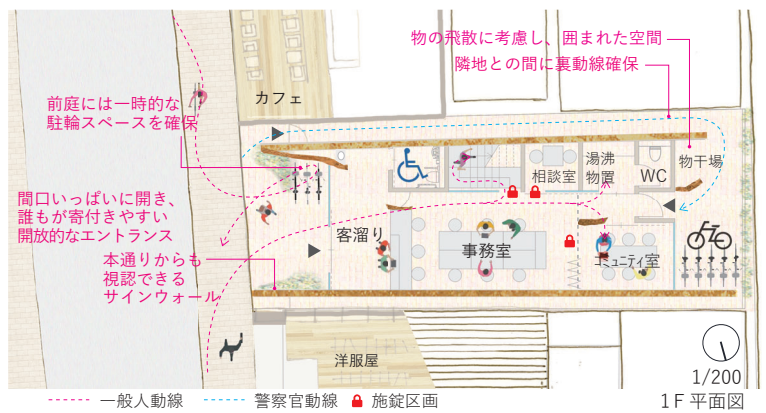 物の飛散に考慮し、囲まれた空間
隣地との間に裏動線確保
カフェ
前庭には一時的な
駐輪スペースを確保
間口いっぱいに開き、
誰もが寄付きやすい
開放的なエントランス
本通りからも
視認できる
サインウォール
客溜り
事務室
相談室
湯沸
物置
WC
物干場
コミュニティ室
洋服屋
1/200
1F 平面図
一般人動線
警察官動線
施錠区画